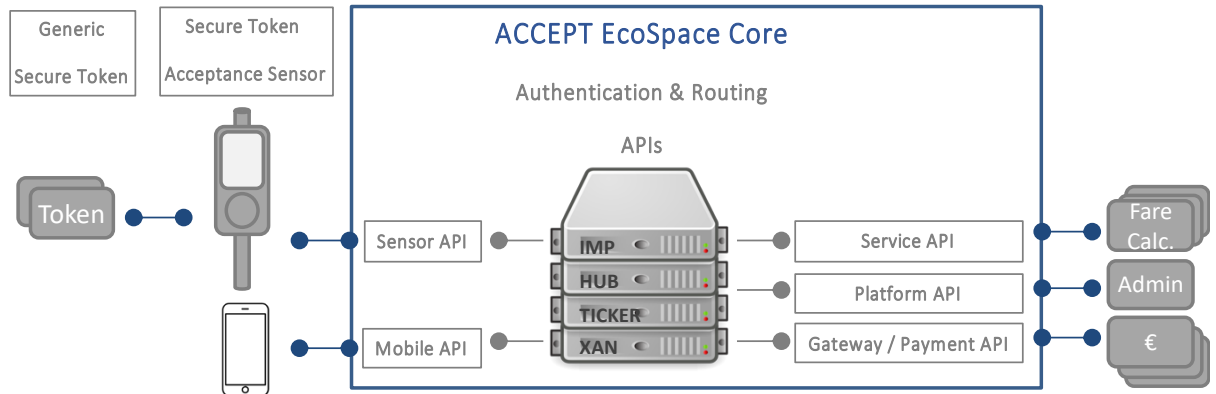 Generic
Secure Token
Secure Token
Acceptance Sensor
ACCEPT EcoSpace Core
Authentication & Routing
APIs
Token
Sensor API
Mobile API
IMP
HUB
TICKER
XAN
Service API
Platform API
Gateway / Payment API
Fare
Calc.
Admin
€